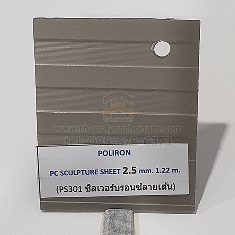 POLIRON
PC SCULPTURE SHEET 2.5 mm. 1.22 m.
(PS301 ซิลเวอร์บรอนซ์ลายเส้น)